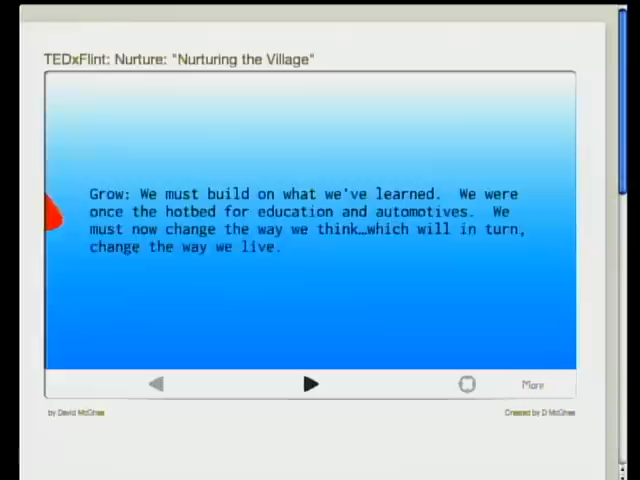 TEDxFlint: Nurture: "Nurturing the Village"
Grow: We must build on what we've learned. We were
once the hotbed for education and automotives. We
must now change the way we think…which will in turn,
change the way we live.
More
by David McGhee Created by D McGhee